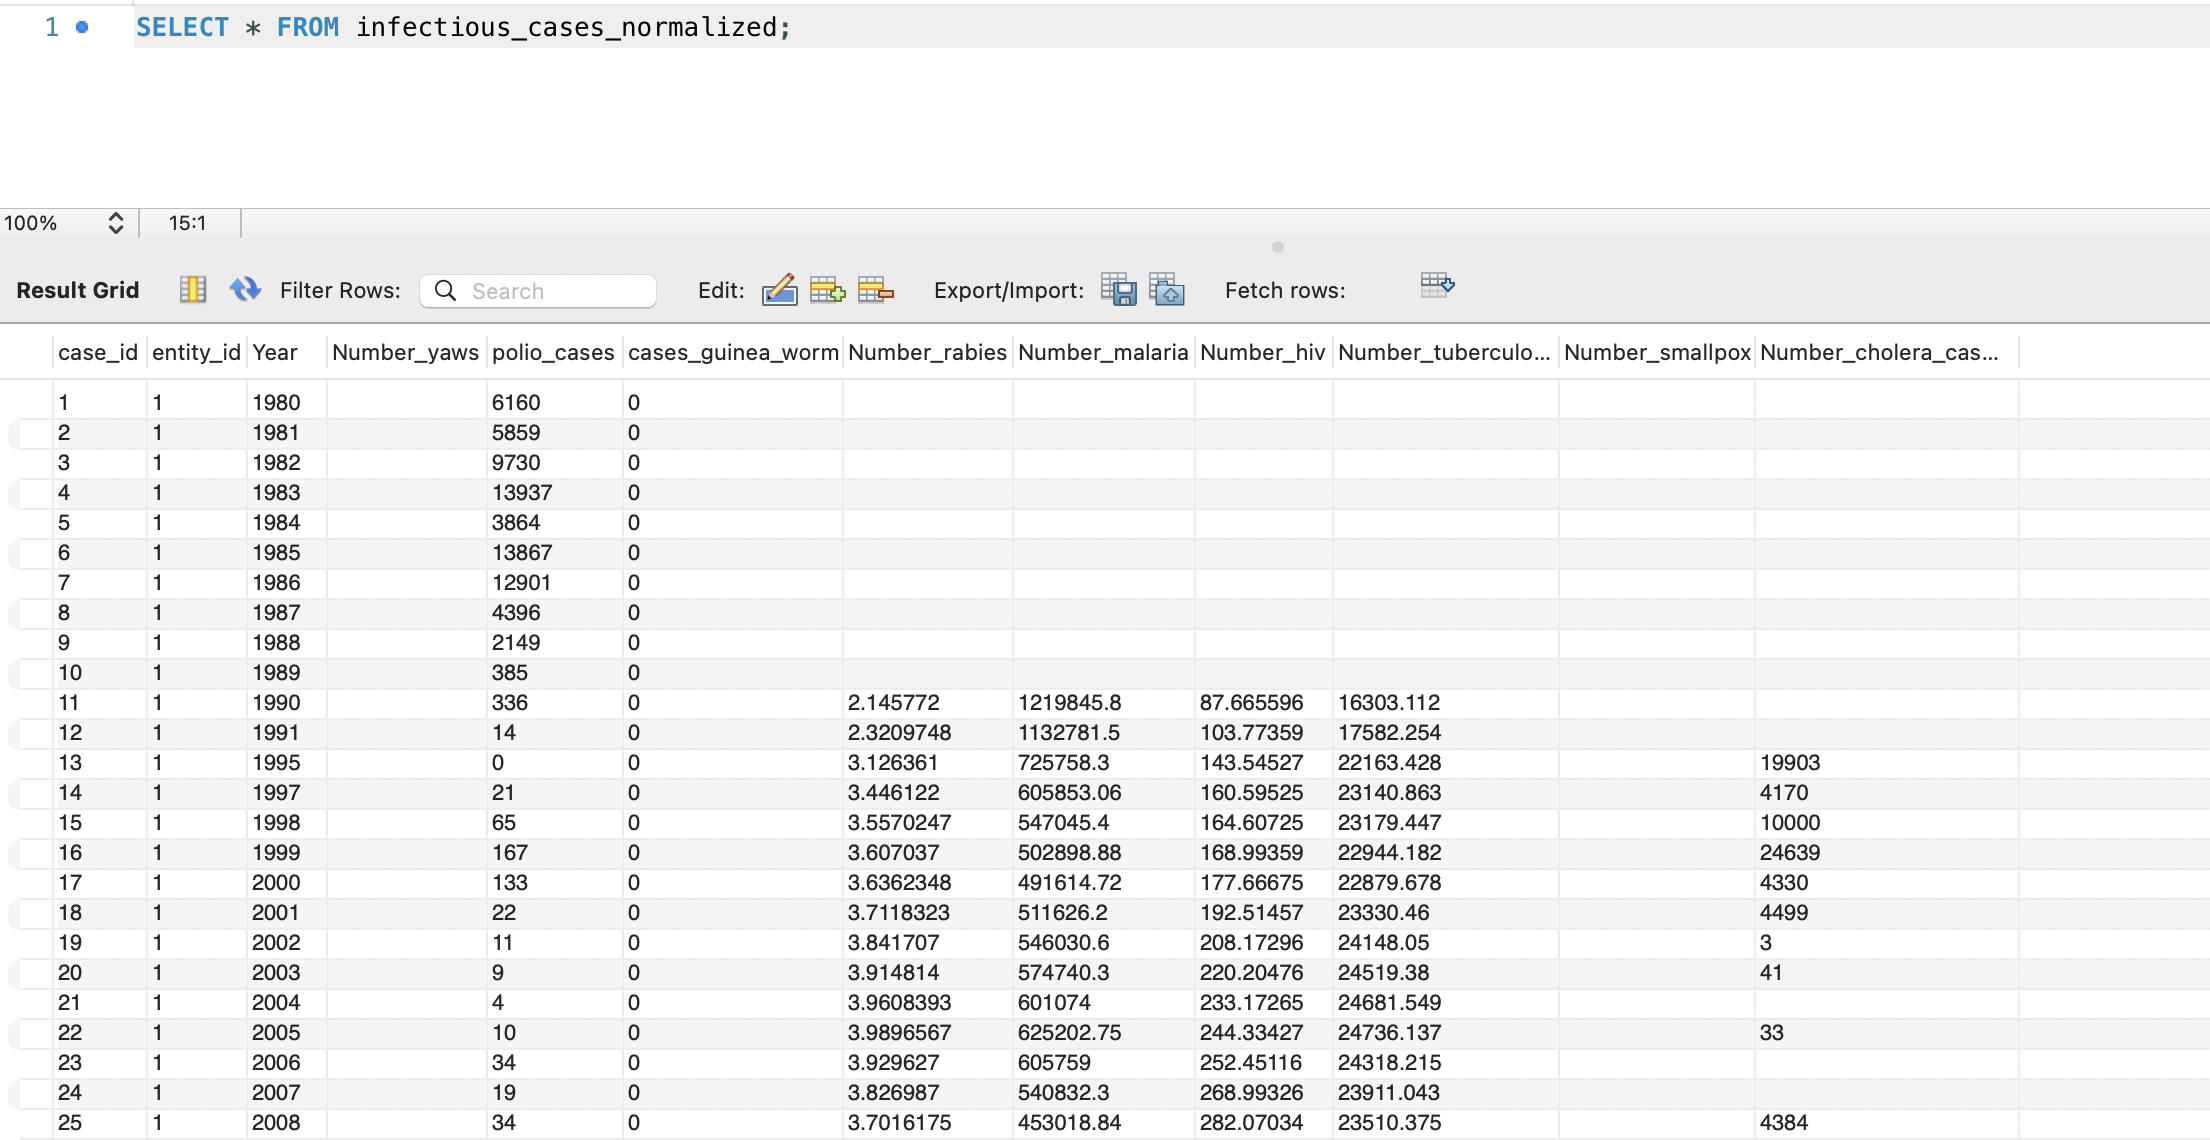 1 SELECT * FROM infectious_cases_normalized;
100% 15:1
Result Grid Filter Rows: Search Edit: Export/Import: Fetch rows:
case_id entity_id Year Number_yaws polio_cases cases_guinea_worm Number_rabies Number_malaria Number_hiv Number_tuberculo... Number_smallpox Number_cholera_cas...
1 1 1980 6160 0
2 1 1981 5859 0
3 1 1982 9730 0
4 1 1983 13937 0
5 1 1984 3864 0
6 1 1985 13867 0
7 1 1986 12901 0
8 1 1987 4396 0
9 1 1988 2149 0
10 1 1989 385 0
11 1 1990 336 0 2.145772 1219845.8 87.665596 16303.112
12 1 1991 14 0 2.3209748 1132781.5 103.77359 17582.254
13 1 1995 0 0 3.126361 725758.3 143.54527 22163.428 19903
14 1 1997 21 0 3.446122 605853.06 160.59525 23140.863 4170
15 1 1998 65 0 3.5570247 547045.4 164.60725 23179.447 10000
16 1 1999 167 0 3.607037 502898.88 168.99359 22944.182 24639
17 1 2000 133 0 3.6362348 491614.72 177.66675 22879.678 4330
18 1 2001 22 0 3.7118323 511626.2 192.51457 23330.46 4499
19 1 2002 11 0 3.841707 546030.6 208.17296 24148.05 3
20 1 2003 9 0 3.914814 574740.3 220.20476 24519.38 41
21 1 2004 4 0 3.9608393 601074 233.17265 24681.549
22 1 2005 10 0 3.9896567 625202.75 244.33427 24736.137 33
23 1 2006 34 0 3.929627 605759 252.45116 24318.215
24 1 2007 19 0 3.826987 540832.3 268.99326 23911.043
25 1 2008 34 0 3.7016175 453018.84 282.07034 23510.375 4384